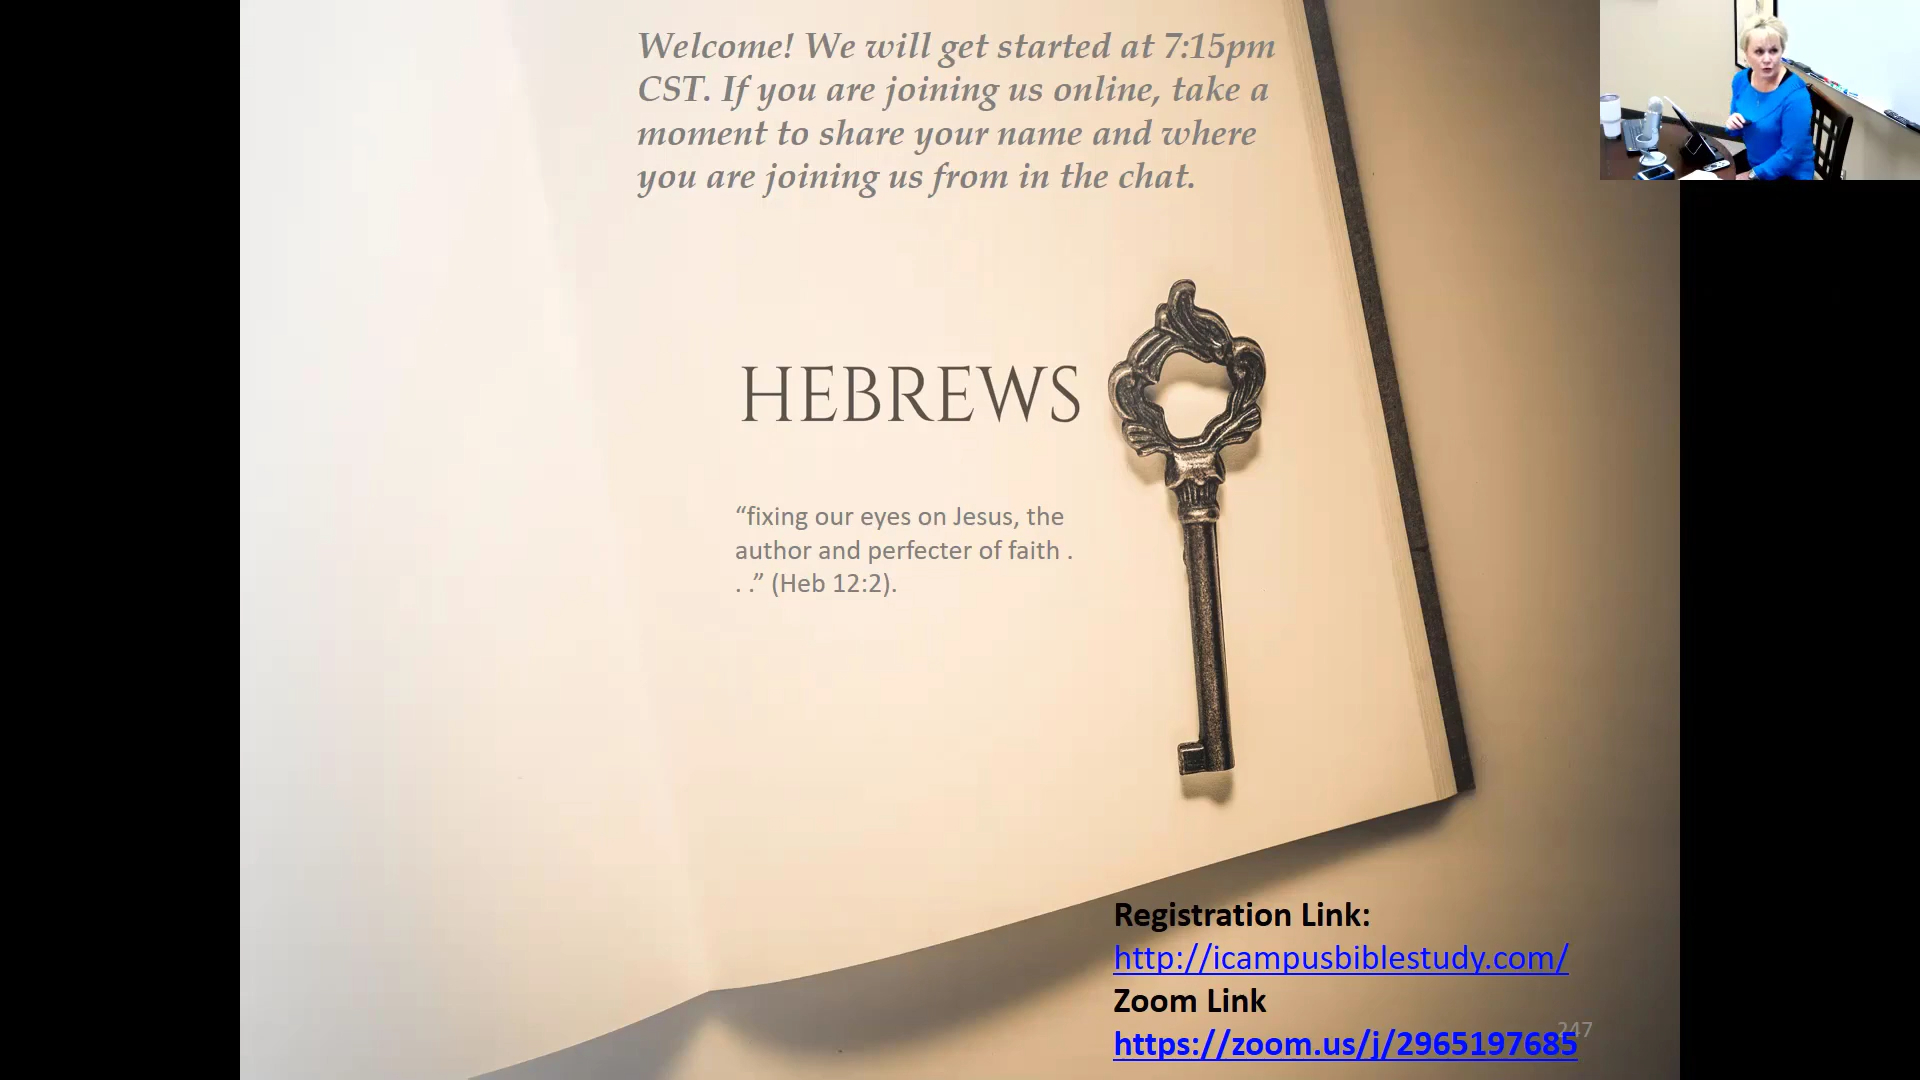 Welcome! We will get started at 7:15pm
CST. If you are joining us online, take a
moment to share your name and where
you are joining us from in the chat.
HEBREWS
“fixing our eyes on Jesus, the
author and perfecter of faith .
. .” (Heb 12:2).
Registration Link:
http://icampusbiblestudy.com/
Zoom Link
247
https://zoom.us/j/2965197685